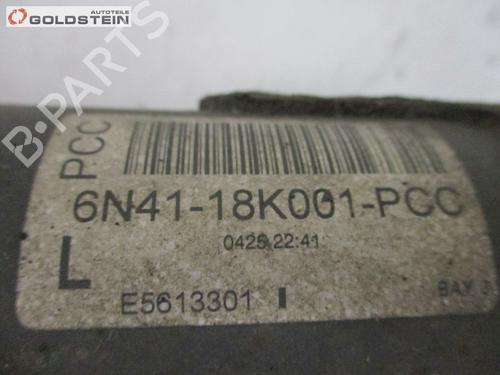 AUTOTEILE
GOLDSTEIN
B-PARTS
PCC
6N41-18K001-PCC
0425 22:41
L
E5613301
BAY